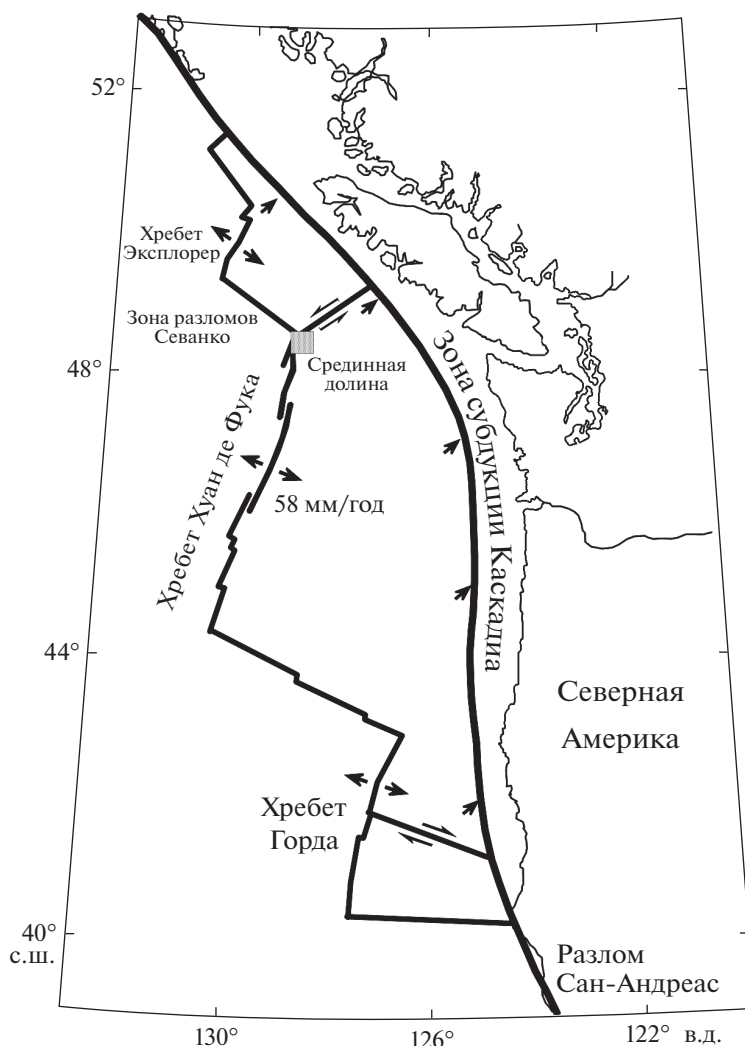 52°
Хребет
Эксплорер
Зона разломов
Севанко
Срединная
долина
48°
Зона субдукции Каскадиа
Хребет Хуан де Фука
58 мм/год
44°
Северная
Америка
Хребет
Горда
40°
с.ш.
Разлом
Сан-Андреас
130°
126°
122° в.д.